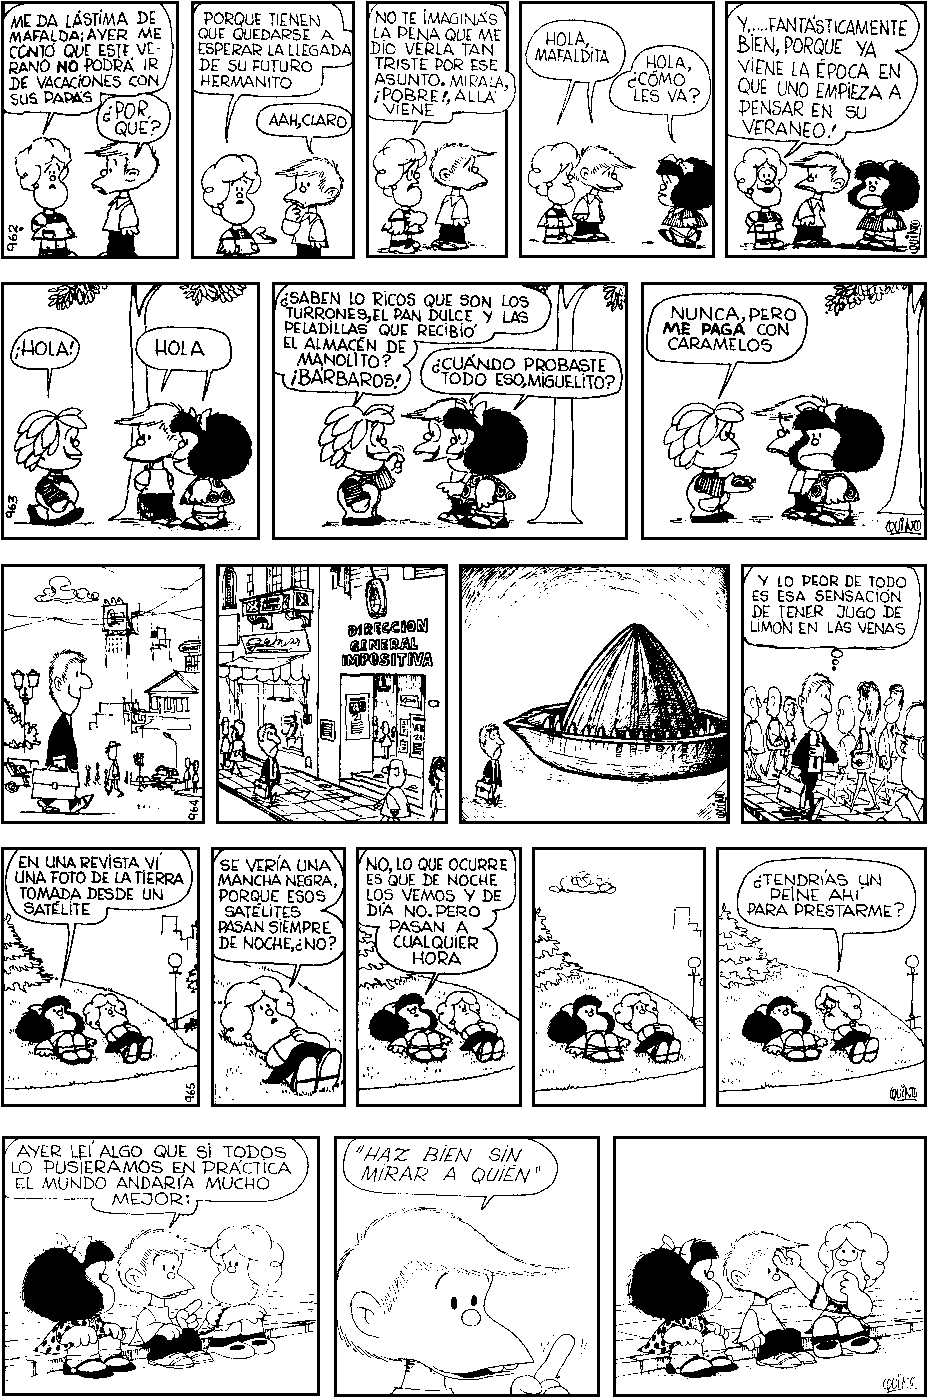 ME DA LÁSTIMA DE
MAFALDA; AYER ME
CONTÓ QUE ESTE VE-
RANO NO PODRÁ IR
DE VACACIONES CON
SUS PAPÁS
¿POR
QUÉ?
962
PORQUE TIENEN
QUE QUEDARSE A
ESPERAR LA LLEGADA
DE SU FUTURO
HERMANITO
AAH, CLARO
NO TE IMAGINÁS
LA PENA QUE ME
DIO VERLA TAN
TRISTE POR ESE
ASUNTO. MIRALA,
¡POBRE!, ALLÁ
VIENE
HOLA,
MAFALDITA
HOLA,
¿CÓMO
LES VA?
Y,....FANTÁSTICAMENTE
BIEN, PORQUE YA
VIENE LA ÉPOCA EN
QUE UNO EMPIEZA A
PENSAR EN SU
VERANEO!
QUINO
¡HOLA!
HOLA
963
¿SABEN LO RICOS QUE SON LOS
TURRONES, EL PAN DULCE Y LAS
PELADILLAS QUE RECIBIÓ
EL ALMACÉN DE
MANOLITO?
¡BÁRBAROS!
¿CUÁNDO PROBASTE
TODO ESO, MIGUELITO?
NUNCA, PERO
ME PAGA CON
CARAMELOS
QUINO
964
DIRECCION
GENERAL
IMPOSITIVA
QUINO
Y LO PEOR DE TODO
ES ESA SENSACIÓN
DE TENER JUGO DE
LIMÓN EN LAS VENAS
EN UNA REVISTA VÍ
UNA FOTO DE LA TIERRA
TOMADA DESDE UN
SATÉLITE
965
SE VERÍA UNA
MANCHA NEGRA,
PORQUE ESOS
SATÉLITES
PASAN SIEMPRE
DE NOCHE, ¿NO?
NO, LO QUE OCURRE
ES QUE DE NOCHE
LOS VEMOS Y DE
DÍA NO. PERO
PASAN A
CUALQUIER
HORA
¿TENDRÍAS UN
PEINE AHÍ
PARA PRESTARME?
QUINO
AYER LEÍ ALGO QUE SI TODOS
LO PUSIERAMOS EN PRÁCTICA
EL MUNDO ANDARÍA MUCHO
MEJOR:
"HAZ BIEN SIN
MIRAR A QUIÉN"
QUINO